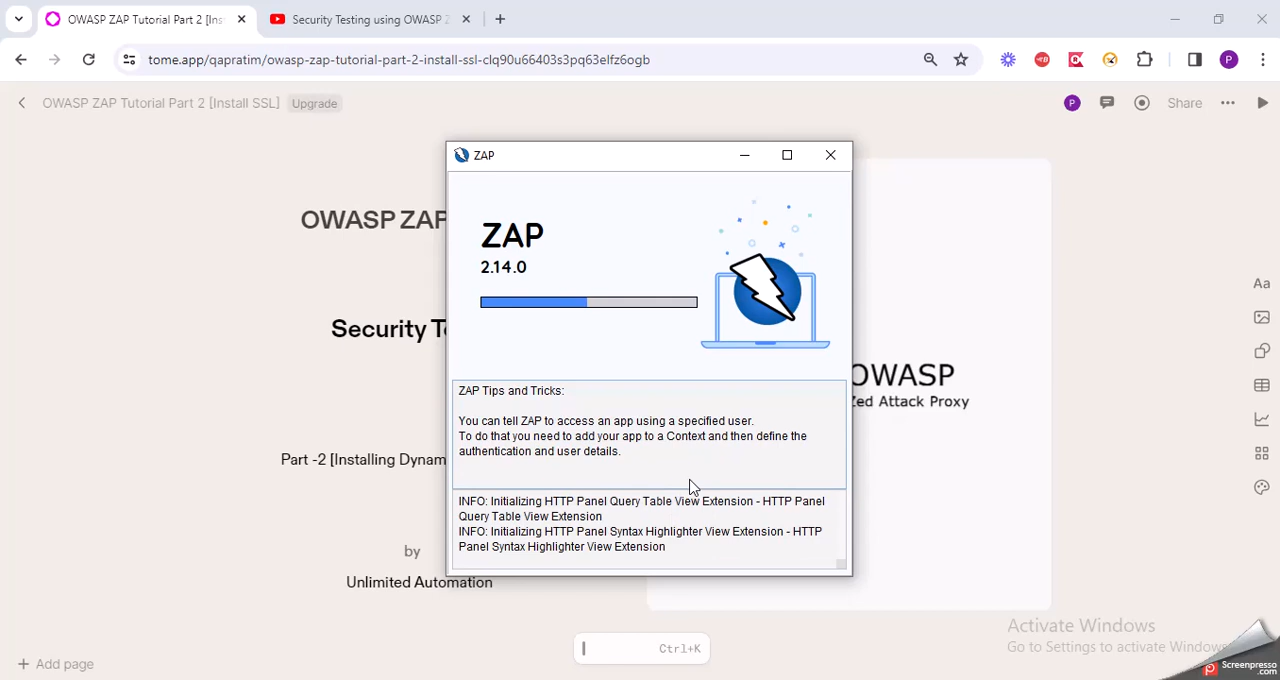 OWASP ZAP Tutorial Part 2 [Ins
Security Testing using OWASP Z
tome.app/qapratim/owasp-zap-tutorial-part-2-install-ssl-clq90u66403s3pq63elfz6ogb
P
OWASP ZAP Tutorial Part 2 [Install SSL]
Upgrade
P
Share
ZAP
OWASP ZAP
ZAP
2.14.0
Security Te
OWASP
Zed Attack Proxy
ZAP Tips and Tricks:
You can tell ZAP to access an app using a specified user.
To do that you need to add your app to a Context and then define the
authentication and user details.
Part -2 [Installing Dynam
INFO: Initializing HTTP Panel Query Table View Extension - HTTP Panel
Query Table View Extension
INFO: Initializing HTTP Panel Syntax Highlighter View Extension - HTTP
Panel Syntax Highlighter View Extension
by
Unlimited Automation
Aa
Ctrl+K
Add page
Activate Windows
Go to Settings to activate Windows
Screenpresso
.com